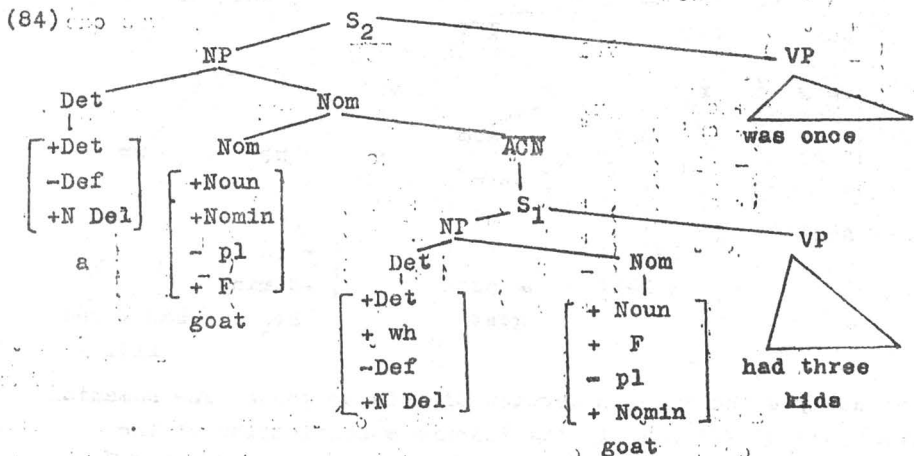 (84)
S2
NP VP
Det Nom
was once
+Det Nom ACN
-Def +Noun
+N Del +Nomin S1
NP VP
a - pl Det Nom
+ F +Det + Noun
goat + wh + F
-Def - pl had three
+N Del + Nomin kids
goat